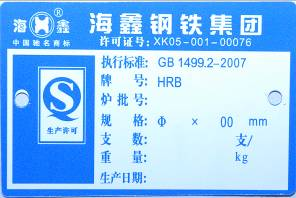 海鑫
中国驰名商标
海鑫钢铁集团
许可证号: XK05-001-00076
生产许可
执行标准: GB 1499.2-2007
牌号: HRB
炉批号:
规格: Φ × 00 mm
支数: 支/
重量: kg
生产日期: